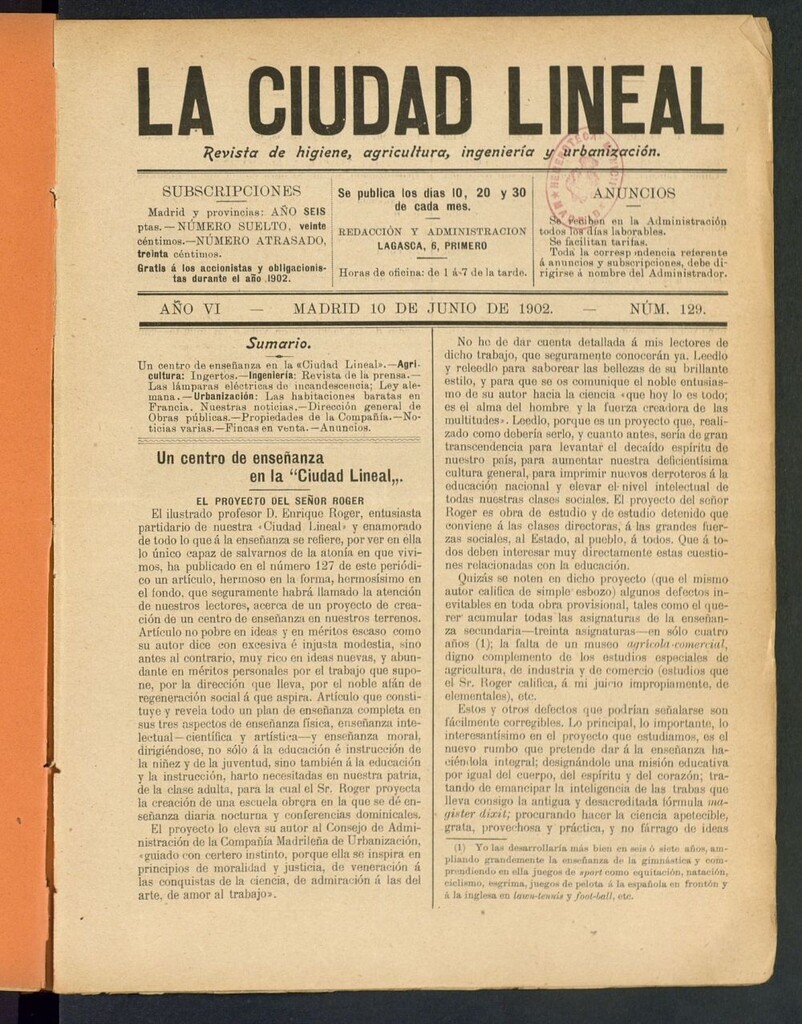 LA CIUDAD LINEAL
Revista de higiene, agricultura, ingeniería y urbanización.
SUBSCRIPCIONES
Madrid y provincias: AÑO SEIS
ptas.—NÚMERO SUELTO, veinte
céntimos.—NÚMERO ATRASADO,
treinta céntimos.
Gratis á los accionistas y obligacionis-
tas durante el año 1902.
Se publica los días 10, 20 y 30
de cada mes.
REDACCIÓN Y ADMINISTRACION
LAGASCA, 6, PRIMERO
Horas de oficina: de 1 á 7 de la tarde.
ANUNCIOS
Se reciben en la Administración
todos los días laborables.
Se facilitan tarifas.
Toda la correspondencia referente
á anuncios y subscripciones, debe di-
rigirse á nombre del Administrador.
AÑO VI — MADRID 10 DE JUNIO DE 1902. — NÚM. 129.
Sumario.
Un centro de enseñanza en la «Ciudad Lineal».—Agri-
cultura: Ingertos.—Ingeniería: Revista de la prensa.—
Las lámparas eléctricas de incandescencia; Ley ale-
mana.—Urbanización: Las habitaciones baratas en
Francia. Nuestras noticias.—Dirección general de
Obras públicas.—Propiedades de la Compañía.—No-
ticias varias.—Fincas en venta.—Anuncios.
Un centro de enseñanza
en la "Ciudad Lineal„.
EL PROYECTO DEL SEÑOR ROGER
El ilustrado profesor D. Enrique Roger, entusiasta
partidario de nuestra «Ciudad Lineal» y enamorado
de todo lo que á la enseñanza se refiere, por ver en ella
lo único capaz de salvarnos de la atonía en que vivi-
mos, ha publicado en el número 127 de este periódi-
co un artículo, hermoso en la forma, hermosísimo en
el fondo, que seguramente habrá llamado la atención
de nuestros lectores, acerca de un proyecto de crea-
ción de un centro de enseñanza en nuestros terrenos.
Artículo no pobre en ideas y en méritos escaso como
su autor dice con excesiva é injusta modestia, sino
antes al contrario, muy rico en ideas nuevas, y abun-
dante en méritos personales por el trabajo que supo-
ne, por la dirección que lleva, por el noble afán de
regeneración social á que aspira. Artículo que consti-
tuye y revela todo un plan de enseñanza completa en
sus tres aspectos de enseñanza física, enseñanza inte-
lectual—científica y artística—y enseñanza moral,
dirigiéndose, no sólo á la educación é instrucción de
la niñez y de la juventud, sino también á la educación
y la instrucción, harto necesitadas en nuestra patria,
de la clase adulta, para la cual el Sr. Roger proyecta
la creación de una escuela obrera en la que se dé en-
señanza diaria nocturna y conferencias dominicales.
El proyecto lo eleva su autor al Consejo de Admi-
nistración de la Compañía Madrileña de Urbanización,
«guiado con certero instinto, porque ella se inspira en
principios de moralidad y justicia, de veneración á
las conquistas de la ciencia, de admiración á las del
arte, de amor al trabajo».
No he de dar cuenta detallada á mis lectores de
dicho trabajo, que seguramente conocerán ya. Leedlo
y releedlo para saborear las bellezas de su brillante
estilo, y para que se os comunique el noble entusias-
mo de su autor hacia la ciencia «que hoy lo es todo;
es el alma del hombre y la fuerza creadora de las
multitudes». Leedlo, porque es un proyecto que, reali-
zado como debería serlo, y cuanto antes, sería de gran
transcendencia para levantar el decaído espíritu de
nuestro país, para aumentar nuestra deficientísima
cultura general, para imprimir nuevos derroteros á la
educación nacional y elevar el nivel intelectual de
todas nuestras clases sociales. El proyecto del señor
Roger es obra de estudio y de estudio detenido que
conviene á las clases directoras, á las grandes fuer-
zas sociales, al Estado, al pueblo, á todos. Que á to-
dos deben interesar muy directamente estas cuestio-
nes relacionadas con la educación.
Quizás se noten en dicho proyecto (que el mismo
autor califica de simple esbozo) algunos defectos in-
evitables en toda obra provisional, tales como el que-
rer acumular todas las asignaturas de la enseñan-
za secundaria—treinta asignaturas—en sólo cuatro
años (1); la falta de un museo agrícola-comercial,
digno complemento de los estudios especiales de
agricultura, de industria y de comercio (estudios que
el Sr. Roger califica, á mi juicio impropiamente, de
elementales), etc.
Estos y otros defectos que podrían señalarse son
fácilmente corregibles. Lo principal, lo importante, lo
interesantísimo en el proyecto que estudiamos, es el
nuevo rumbo que pretende dar á la enseñanza ha-
ciéndola integral; designándole una misión educativa
por igual del cuerpo, del espíritu y del corazón; tra-
tando de emancipar la inteligencia de las trabas que
lleva consigo la antigua y desacreditada fórmula ma-
gister dixit; procurando hacer la ciencia apetecible,
grata, provechosa y práctica, y no fárrago de ideas
(1) Yo las desarrollaría más bien en seis ó siete años, am-
pliando grandemente la enseñanza de la gimnástica y com-
prendiendo en ella juegos de sport como equitación, natación,
ciclismo, esgrima, juegos de pelota á la española en frontón y
á la inglesa en lawn-tennis y foot-ball, etc.